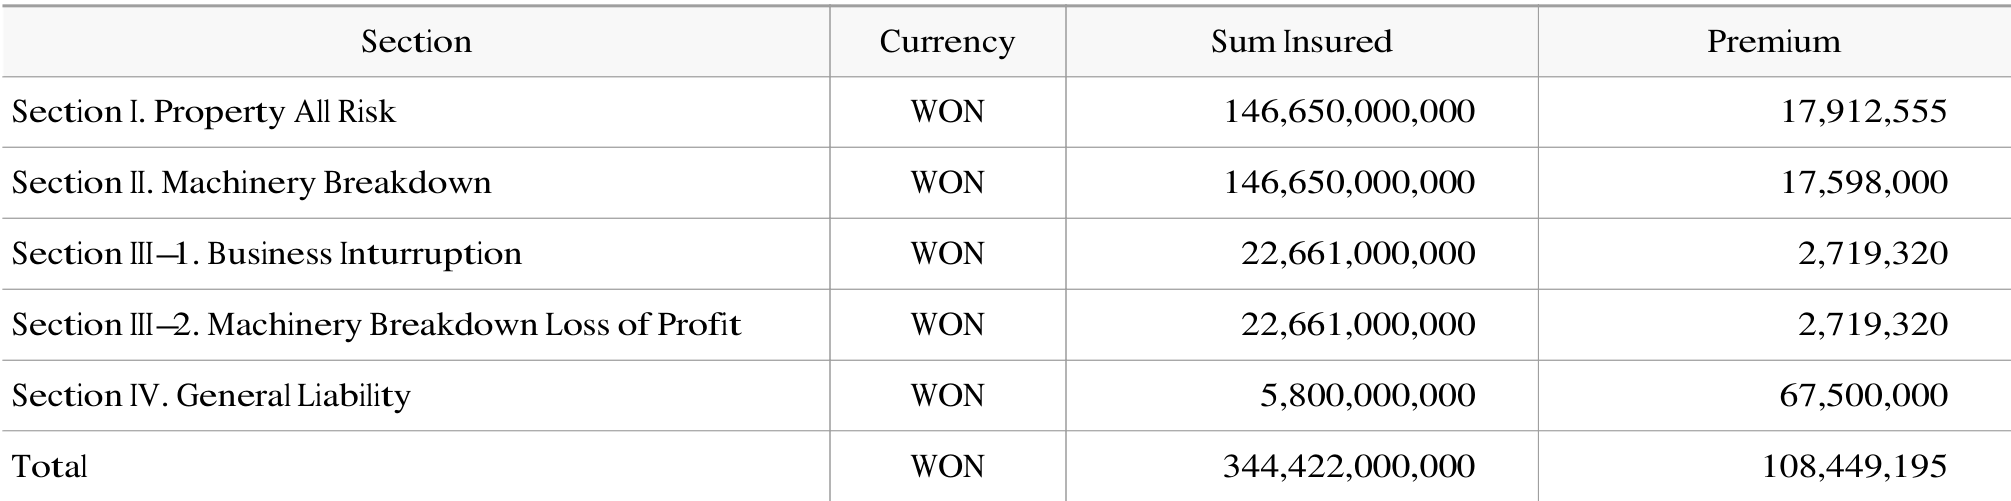 Section Currency Sum Insured Premium
Section I. Property All Risk WON 146,650,000,000 17,912,555
Section II. Machinery Breakdown WON 146,650,000,000 17,598,000
Section III-1. Business Inturruption WON 22,661,000,000 2,719,320
Section III-2. Machinery Breakdown Loss of Profit WON 22,661,000,000 2,719,320
Section IV. General Liability WON 5,800,000,000 67,500,000
Total WON 344,422,000,000 108,449,195